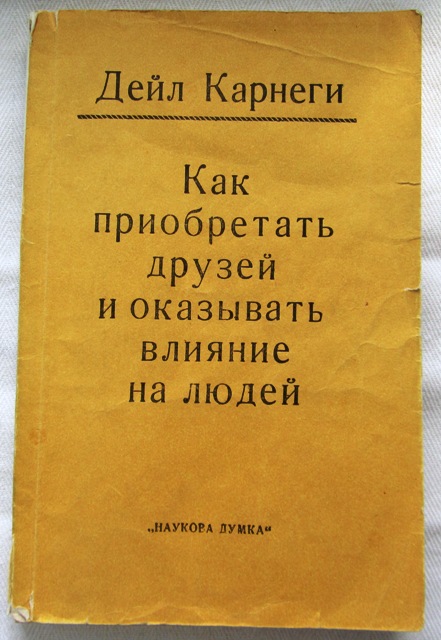 Дейл Карнеги
Как
приобретать
друзей
и оказывать
влияние
на людей
„НАУКОВА ДУМКА“